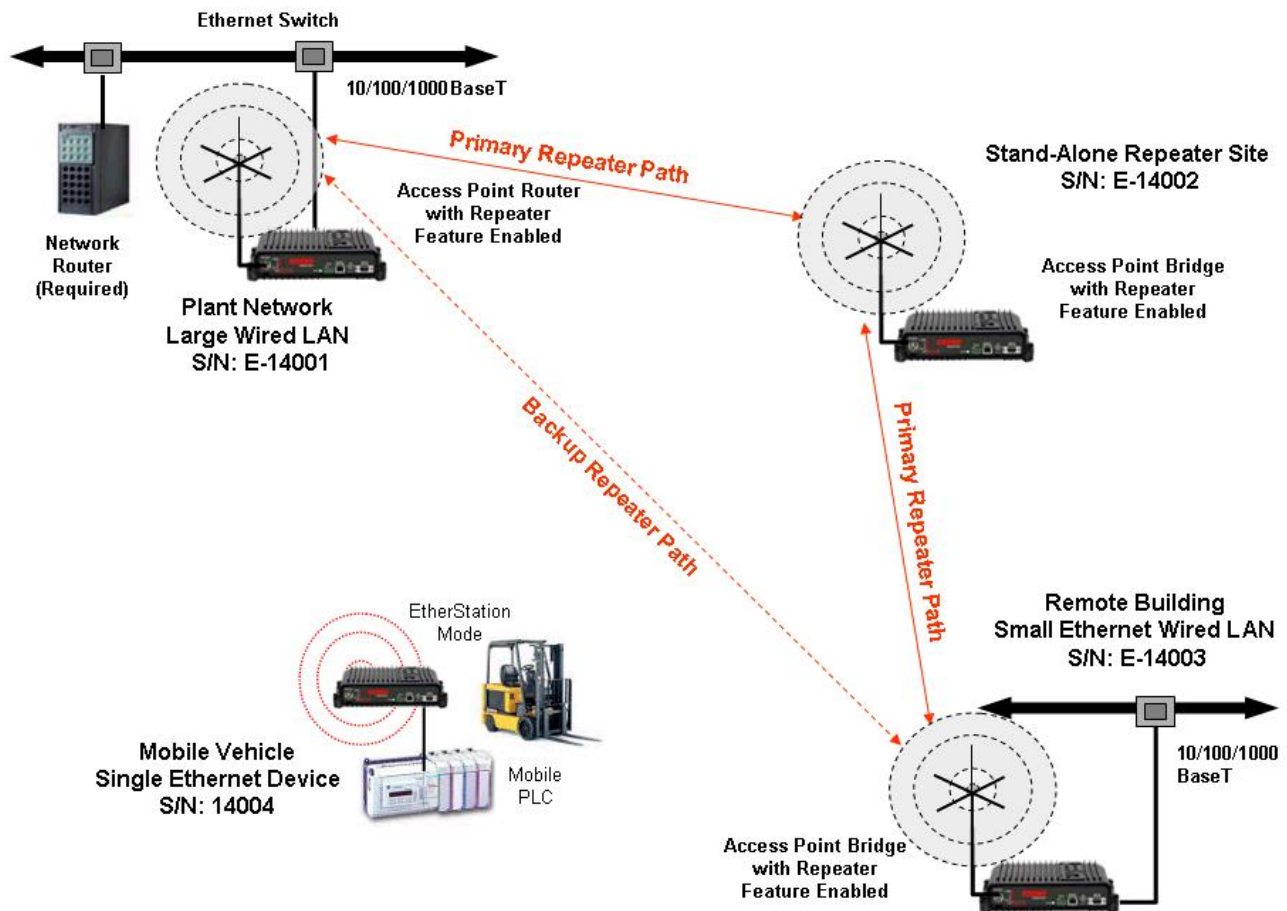 Ethernet Switch
10/100/1000 BaseT
Network
Router
(Required)
Plant Network
Large Wired LAN
S/N: E-14001
Primary Repeater Path
Access Point Router
with Repeater
Feature Enabled
Stand-Alone Repeater Site
S/N: E-14002
Access Point Bridge
with Repeater
Feature Enabled
Backup Repeater Path
Primary Repeater Path
EtherStation
Mode
Mobile Vehicle
Single Ethernet Device
S/N: 14004
Mobile
PLC
Remote Building
Small Ethernet Wired LAN
S/N: E-14003
10/100/1000
BaseT
Access Point Bridge
with Repeater
Feature Enabled